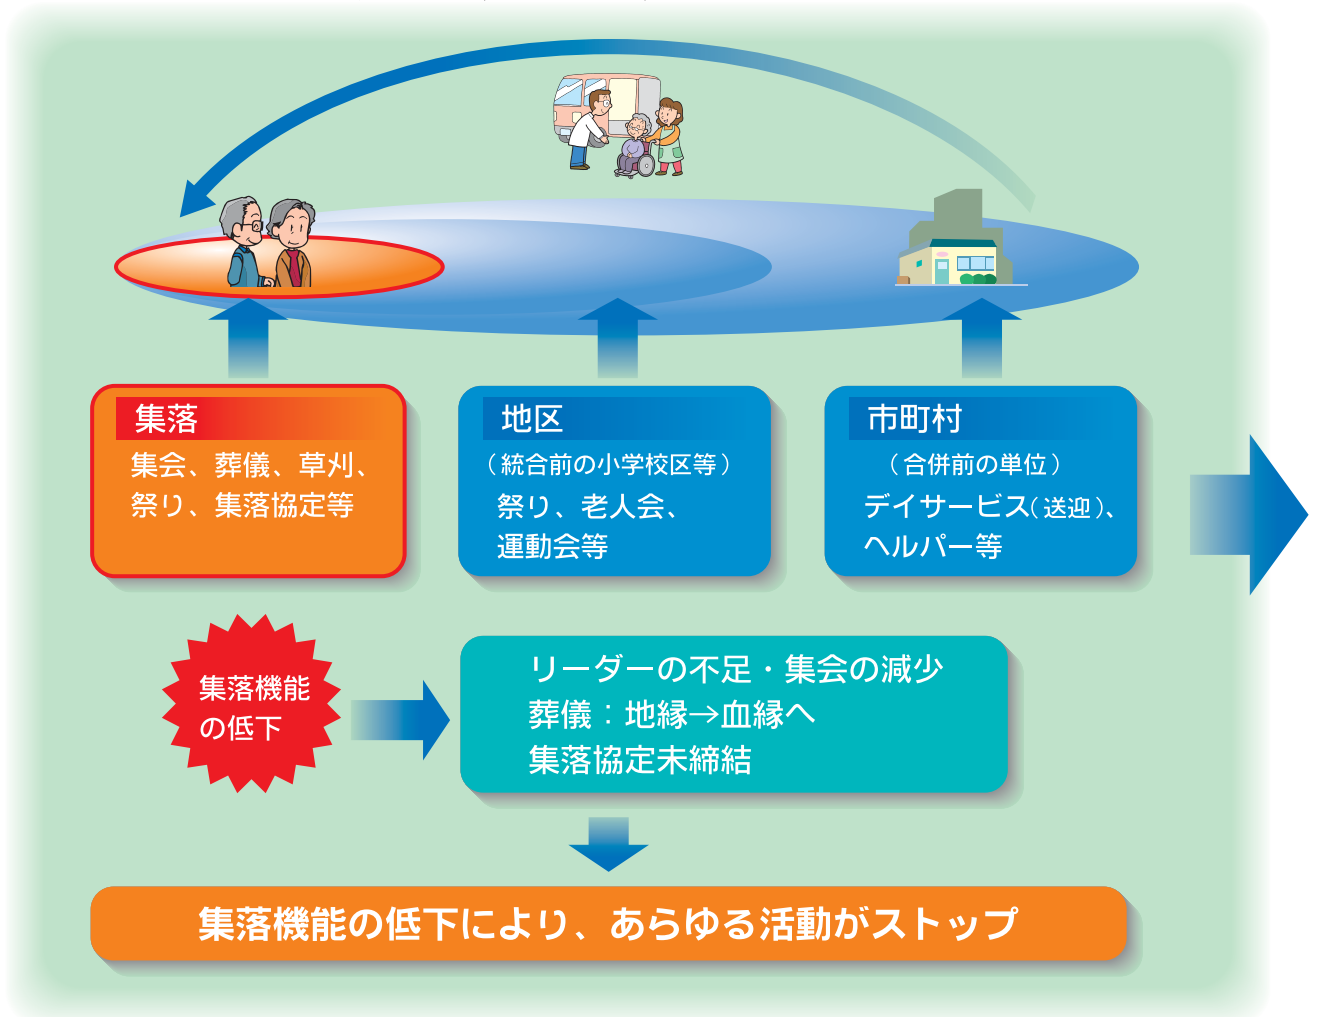 集落
集会、葬儀、草刈、
祭り、集落協定等
地区
（統合前の小学校区等）
祭り、老人会、
運動会等
市町村
（合併前の単位）
デイサービス（送迎）、
ヘルパー等
集落機能
の低下
リーダーの不足・集会の減少
葬儀：地縁→血縁へ
集落協定未締結
集落機能の低下により、あらゆる活動がストップ